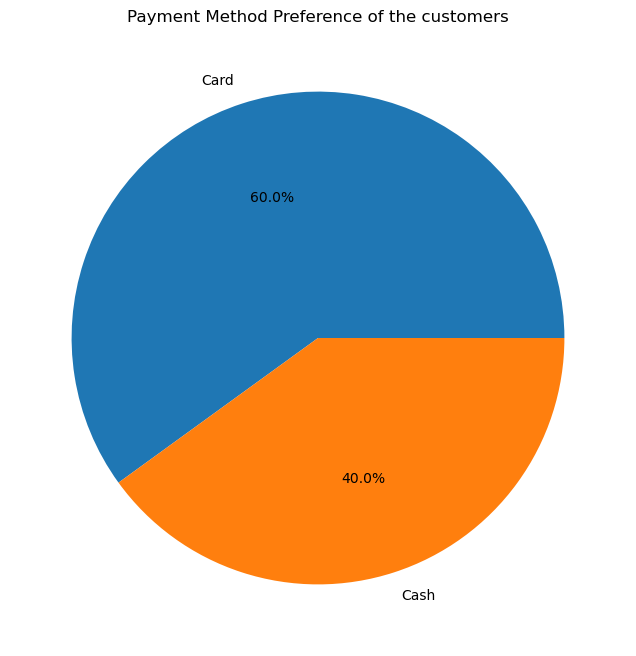 Payment Method Preference of the customers
Card
60.0%
40.0%
Cash